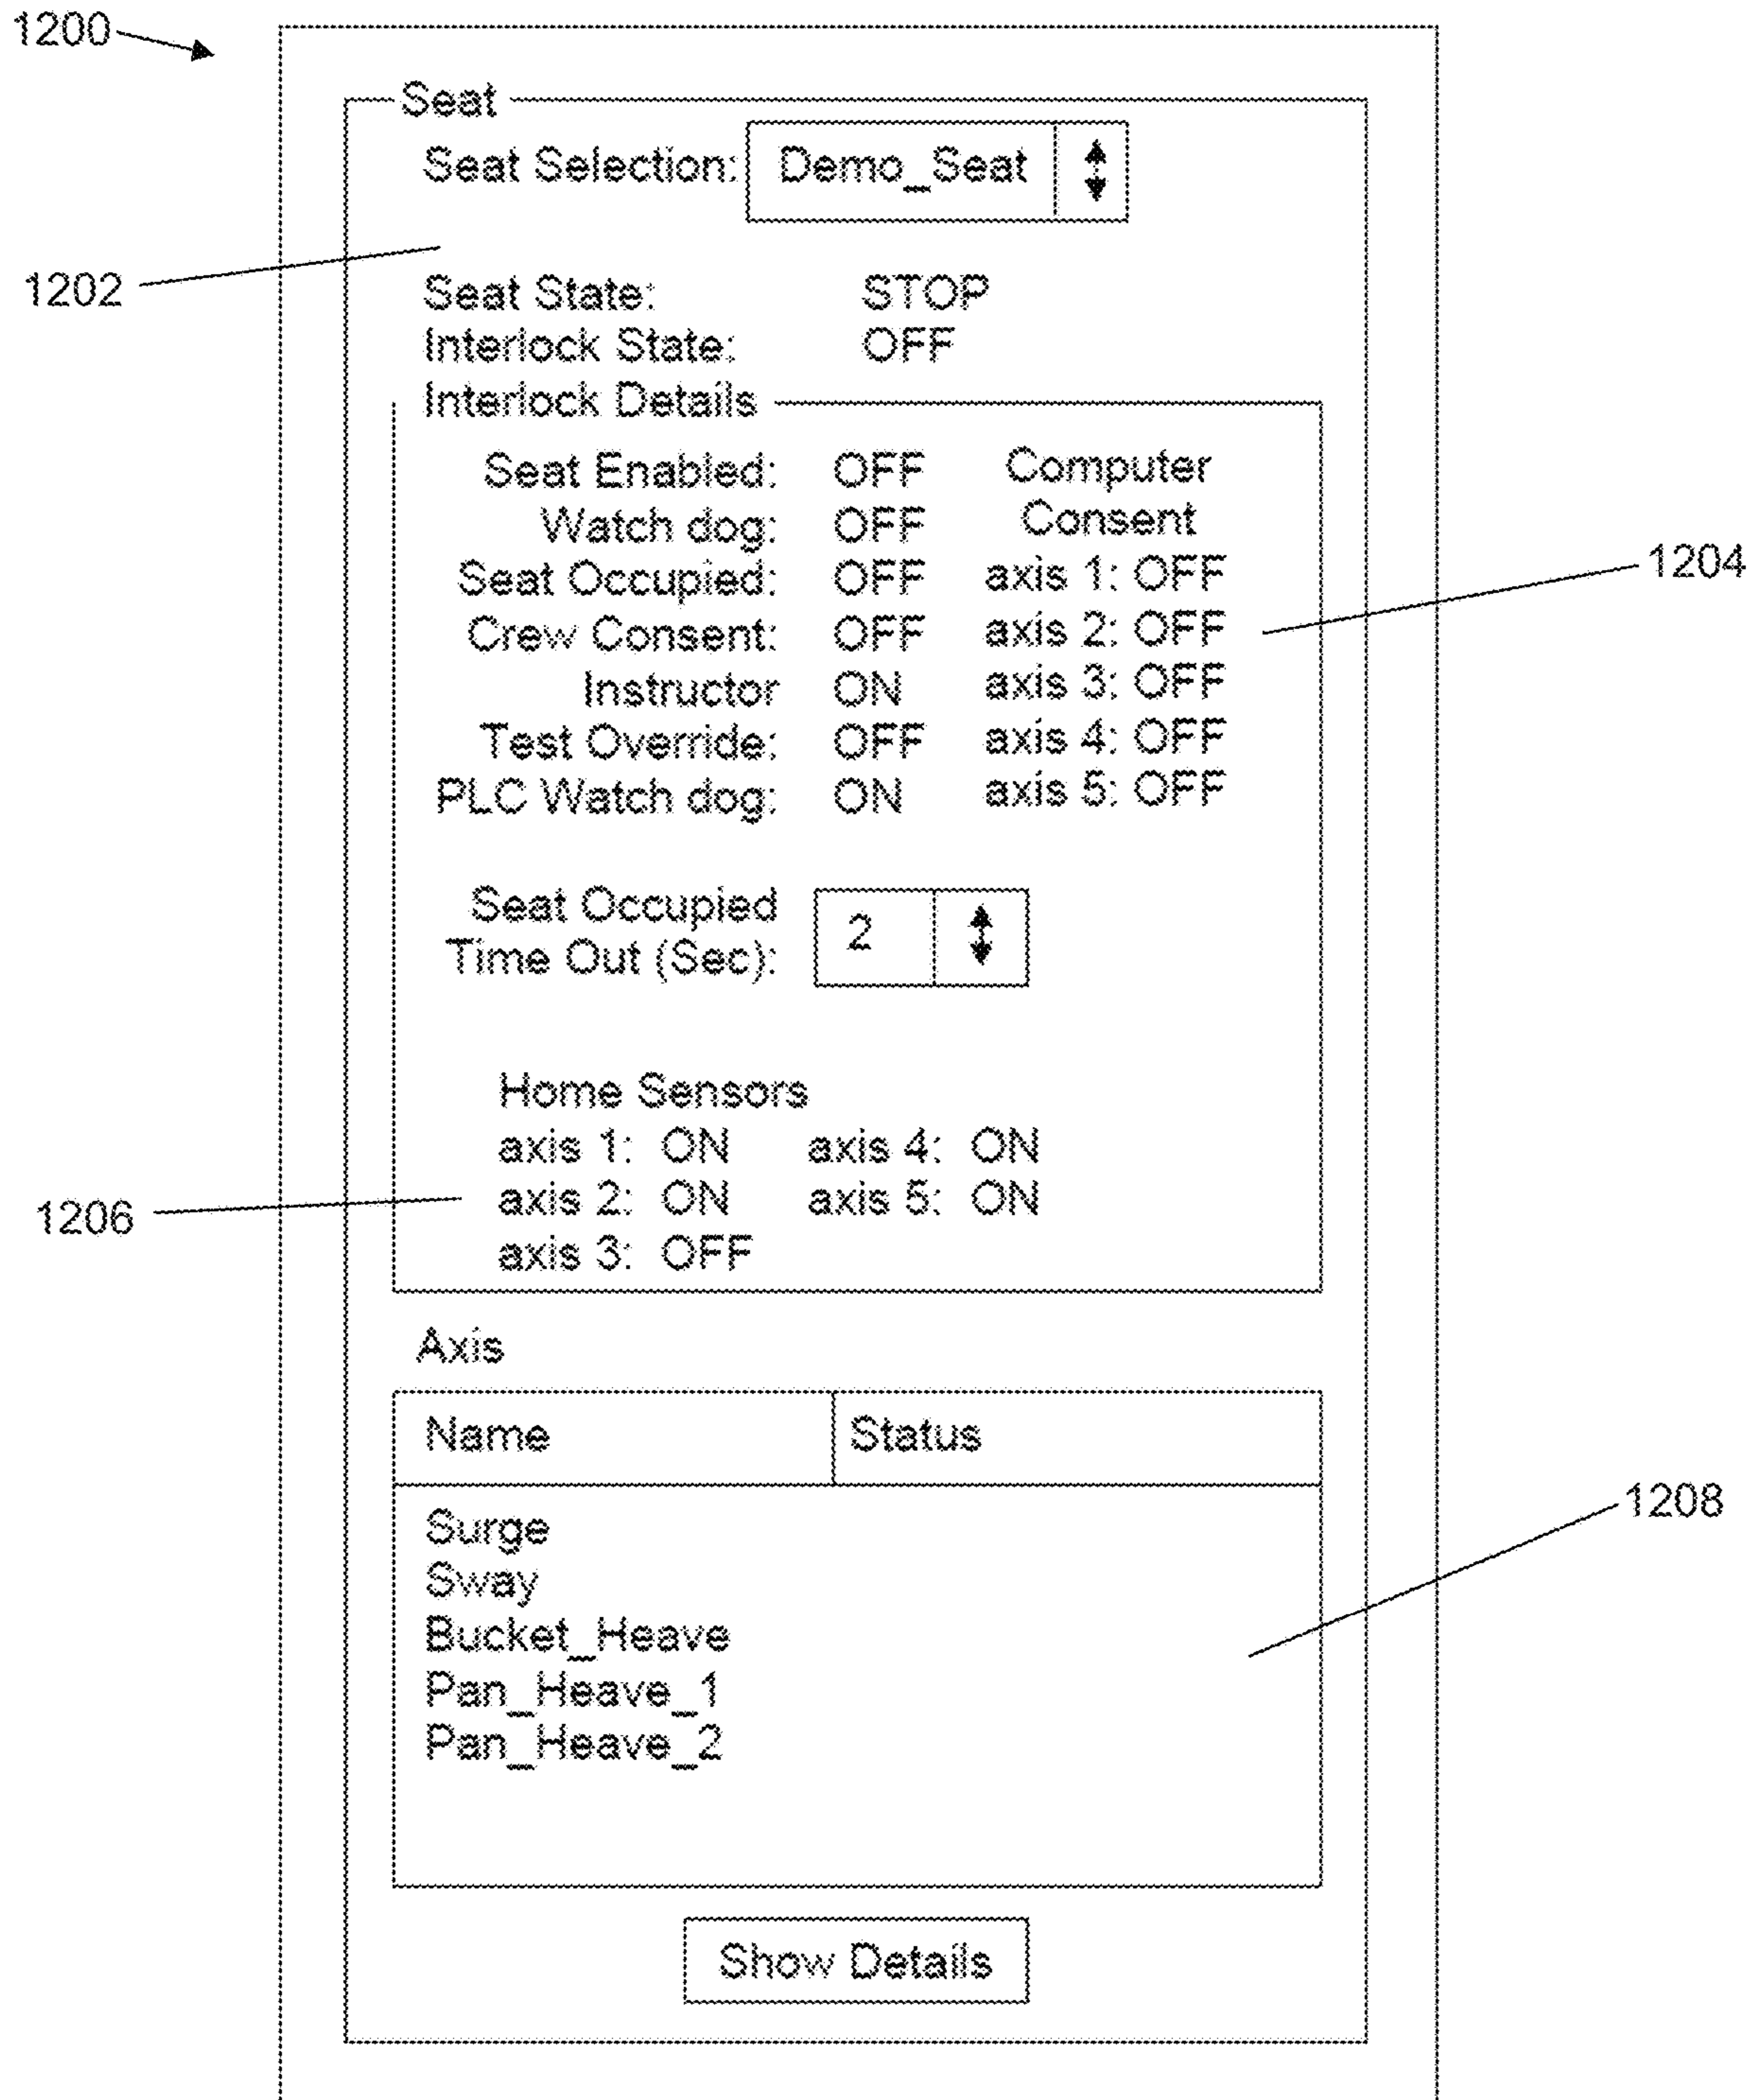 1200
Seat
Seat Selection: Demo_Seat
1202
Seat State: STOP
Interlock State: OFF
Interlock Details
Seat Enabled: OFF
Watch dog: OFF
Seat Occupied: OFF
Crew Consent: OFF
Instructor ON
Test Override: OFF
PLC Watch dog: ON
Computer
Consent
axis 1: OFF
axis 2: OFF
axis 3: OFF
axis 4: OFF
axis 5: OFF
1204
Seat Occupied
Time Out (Sec): 2
Home Sensors
axis 1: ON axis 4: ON
axis 2: ON axis 5: ON
axis 3: OFF
1206
Axis
Name Status
Surge
Sway
Bucket_Heave
Pan_Heave_1
Pan_Heave_2
1208
Show Details